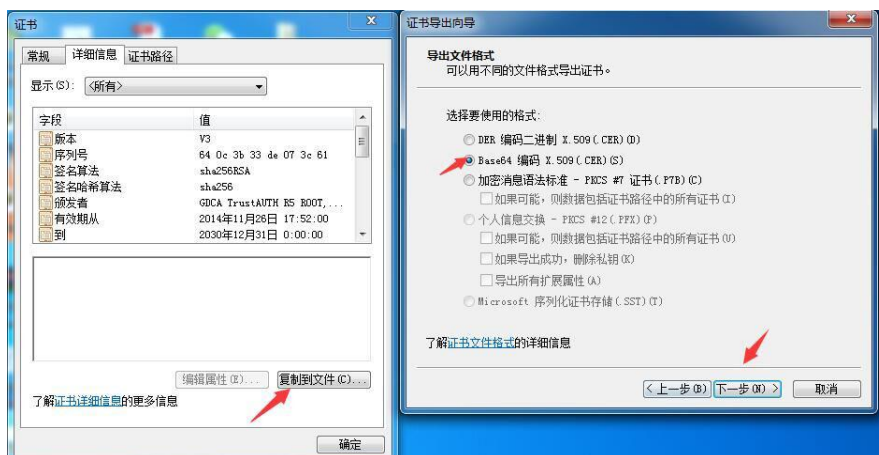 证书
常规 详细信息 证书路径
显示(S): <所有>
字段 值
版本 V3
序列号 64 0c 3b 33 de 07 3c 61
签名算法 sha256RSA
签名哈希算法 sha256
颁发者 GDCA TrustAUTH R5 ROOT,...
有效期从 2014年11月26日 17:52:00
到 2030年12月31日 0:00:00
编辑属性(E)... 复制到文件(C)...
了解证书详细信息的更多信息
确定
证书导出向导
导出文件格式
可以用不同的文件格式导出证书。
选择要使用的格式:
DER 编码二进制 X.509(.CER)(D)
Base64 编码 X.509(.CER)(S)
加密消息语法标准 - PKCS #7 证书(.P7B)(C)
如果可能，则数据包括证书路径中的所有证书(I)
个人信息交换 - PKCS #12(.PFX)(P)
如果可能，则数据包括证书路径中的所有证书(U)
如果导出成功，删除私钥(K)
导出所有扩展属性(A)
Microsoft 序列化证书存储(.SST)(T)
了解证书文件格式的详细信息
<上一步(B) 下一步(N) > 取消